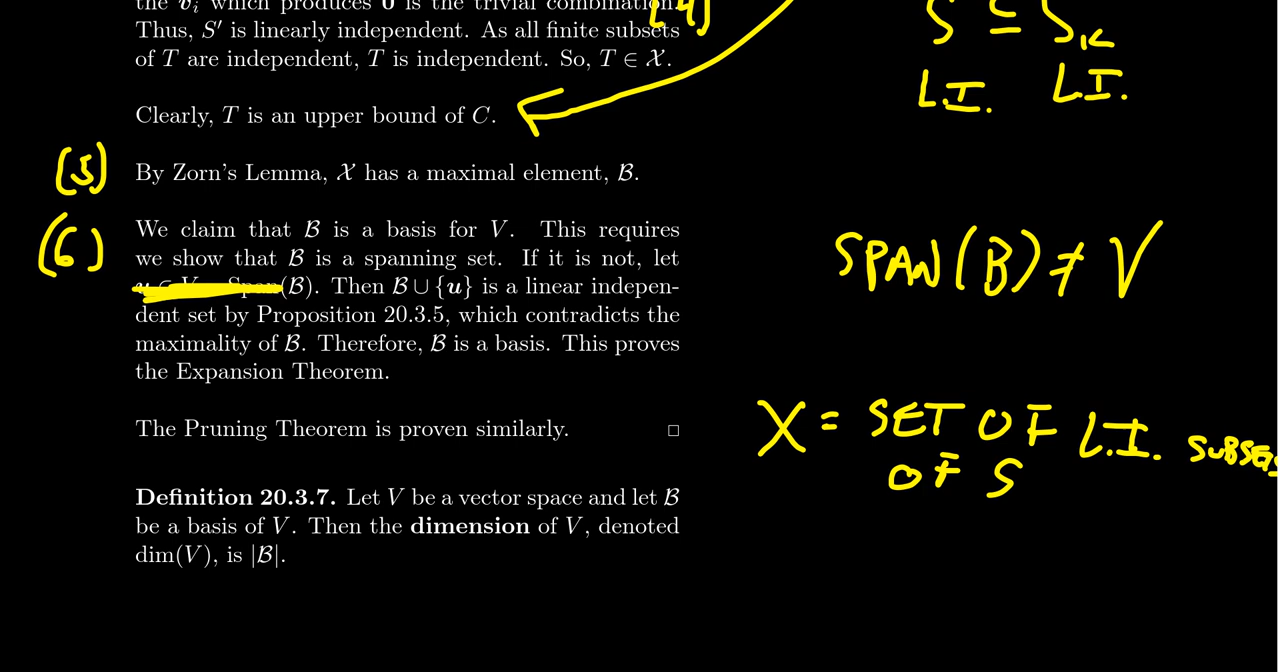 the v_i which produces 0 is the trivial combination.
Thus, S′ is linearly independent. As all finite subsets
of T are independent, T is independent. So, T ∈ 𝒳.
Clearly, T is an upper bound of C.
(5)
By Zorn's Lemma, 𝒳 has a maximal element, ℬ.
(6)
We claim that ℬ is a basis for V. This requires
we show that ℬ is a spanning set. If it is not, let
(ℬ). Then ℬ ∪ {u} is a linear indepen-
dent set by Proposition 20.3.5, which contradicts the
maximality of ℬ. Therefore, ℬ is a basis. This proves
the Expansion Theorem.
The Pruning Theorem is proven similarly. □
Definition 20.3.7. Let V be a vector space and let ℬ
be a basis of V. Then the dimension of V, denoted
dim(V), is |ℬ|.
(4)
S ⊆ S_K
L.I. L.I.
SPAN(B) ≠ V
X = SET OF L.I. SUBSETS
OF S